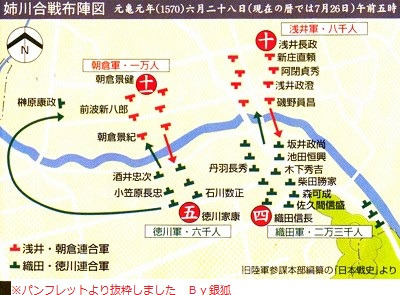 姉川合戦布陣図 元亀元年(1570)六月二十八日(現在の暦では7月26日)午前五時
浅井軍・八千人
十
浅井長政
新庄直頼
阿閉貞秀
浅井政澄
磯野員昌
朝倉軍・一万人
朝倉景健
十
前波新八郎
朝倉景紀
榊原康政
酒井忠次
小笠原長忠
石川数正
五
徳川家康
徳川軍・六千人
坂井政尚
池田恒興
木下秀吉
柴田勝家
森可成
佐久間信盛
丹羽長秀
四
織田信長
織田軍・二万三千人
浅井・朝倉連合軍
織田・徳川連合軍
旧陸軍参謀本部編纂の「日本戦史」より
※パンフレットより抜粋しました Ｂｙ銀狐